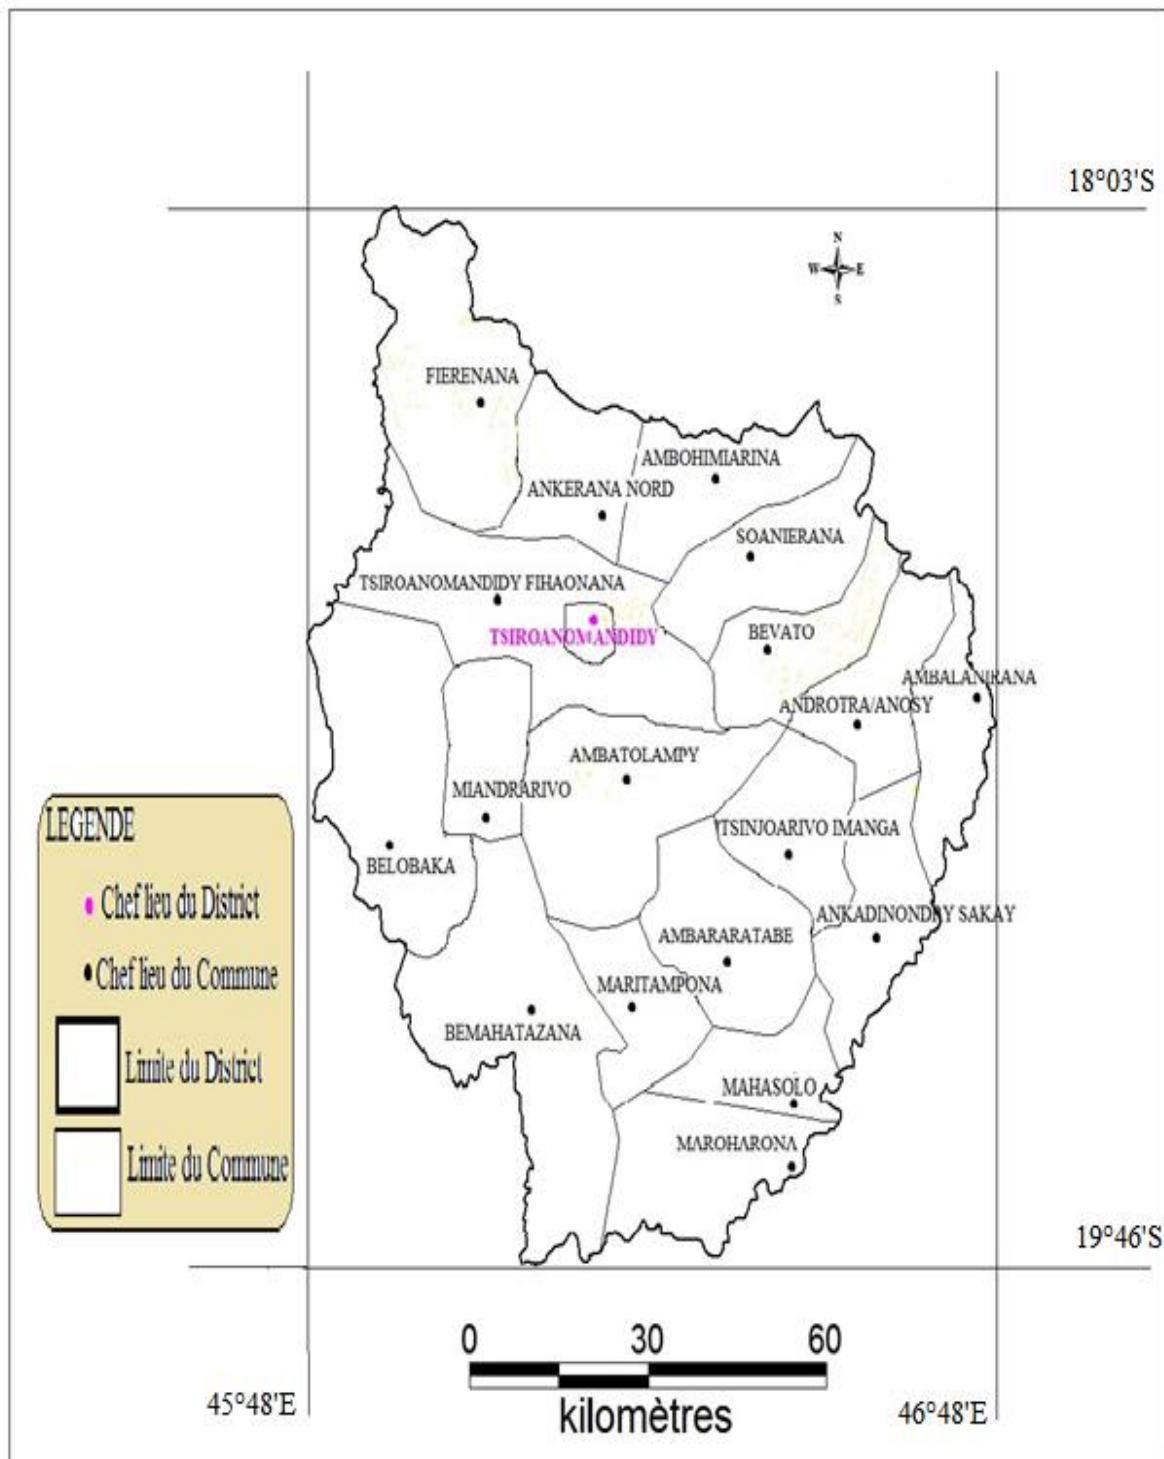 18°03'S
N
W E
S
FIERENANA
AMBOHIMIARINA
ANKERANA NORD
SOANIERANA
TSIROANOMANDIDY FIHAONANA
TSIROANOMANDIDY
BEVATO
AMBALANIRANA
ANDROTRA/ANOSY
AMBATOLAMPY
MIANDRARIVO
TSINJOARIVO IMANGA
BELOBAKA
ANKADINONDRY SAKAY
AMBARARATABE
MARITAMPONA
BEMAHATAZANA
MAHASOLO
MAROHARONA
LEGENDE
Chef lieu du District
Chef lieu du Commune
Limite du District
Limite du Commune
19°46'S
0 30 60
kilomètres
45°48'E
46°48'E